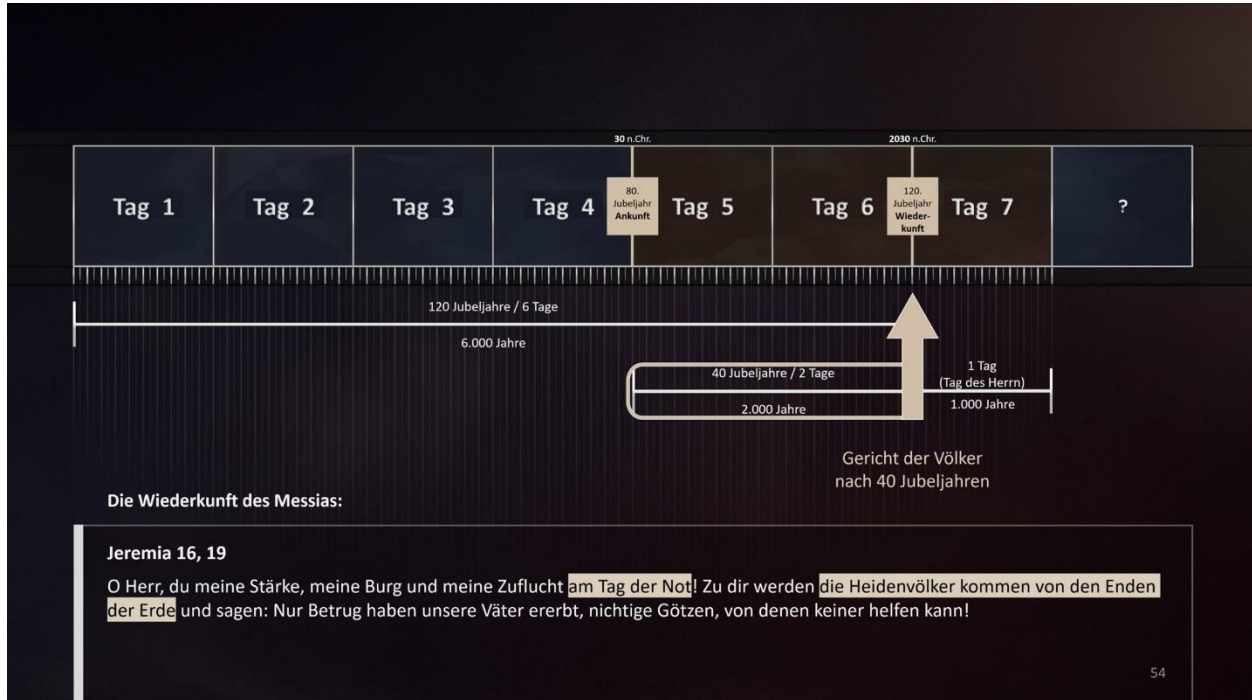 30 n.Chr.
2030 n.Chr.
Tag 1
Tag 2
Tag 3
Tag 4
80.
Jubeljahr
Ankunft
Tag 5
Tag 6
120.
Jubeljahr
Wieder-
kunft
Tag 7
?
120 Jubeljahre / 6 Tage
6.000 Jahre
40 Jubeljahre / 2 Tage
2.000 Jahre
1 Tag
(Tag des Herrn)
1.000 Jahre
Gericht der Völker
nach 40 Jubeljahren
Die Wiederkunft des Messias:
Jeremia 16, 19
O Herr, du meine Stärke, meine Burg und meine Zuflucht am Tag der Not! Zu dir werden die Heidenvölker kommen von den Enden
der Erde und sagen: Nur Betrug haben unsere Väter ererbt, nichtige Götzen, von denen keiner helfen kann!
54